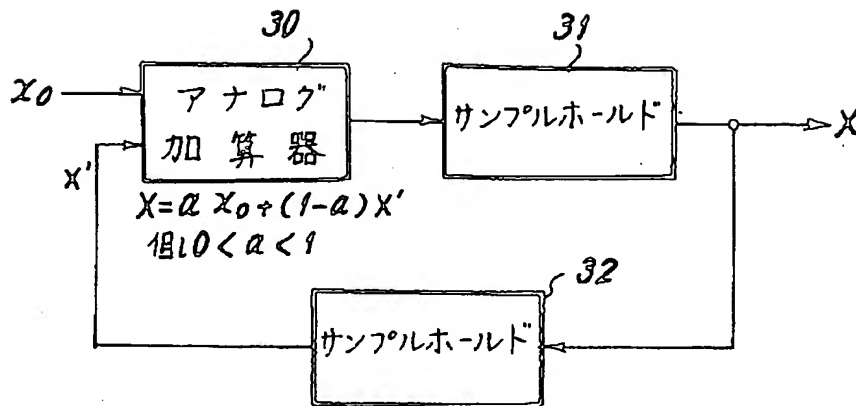 30
31
x0
アナログ
加算器
サンプルホールド
X
X'
X=a x0+(1-a)X'
但し0<a<1
32
サンプルホールド